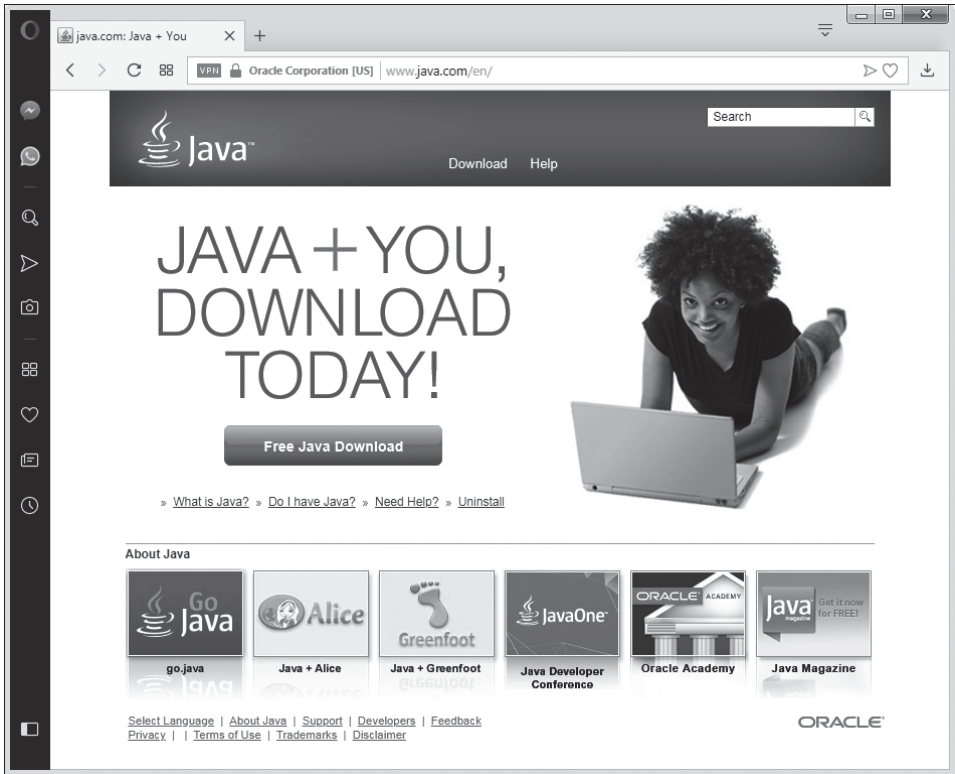 java.com: Java + You
VPN Oracle Corporation [US] www.java.com/en/
Search
Java™
Download Help
JAVA + YOU,
DOWNLOAD
TODAY!
Free Java Download
» What is Java? » Do I have Java? » Need Help? » Uninstall
About Java
Go
Java
Alice
Greenfoot
JavaOne™
ORACLE ACADEMY
Java magazine
Get it now
for FREE!
go.java
Java + Alice
Java + Greenfoot
Java Developer
Conference
Oracle Academy
Java Magazine
Select Language | About Java | Support | Developers | Feedback
Privacy | | Terms of Use | Trademarks | Disclaimer
ORACLE